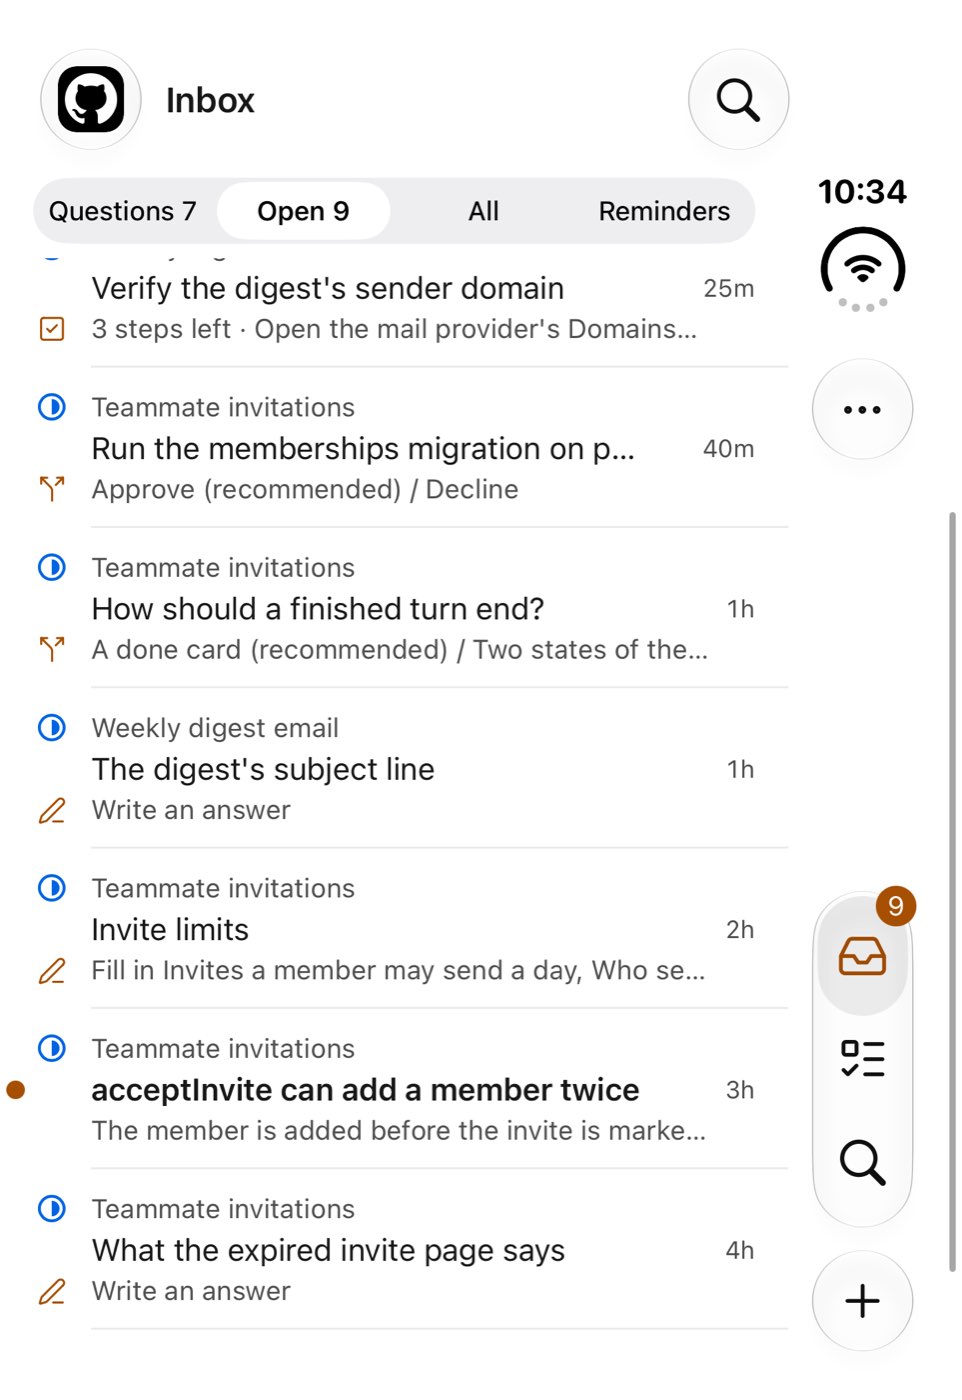 Inbox
Questions 7
Open 9
All
Reminders
10:34
Verify the digest's sender domain
25m
3 steps left · Open the mail provider's Domains...
Teammate invitations
Run the memberships migration on p...
40m
Approve (recommended) / Decline
Teammate invitations
How should a finished turn end?
1h
A done card (recommended) / Two states of the...
Weekly digest email
The digest's subject line
1h
Write an answer
9
Teammate invitations
Invite limits
2h
Fill in Invites a member may send a day, Who se...
Teammate invitations
acceptInvite can add a member twice
3h
The member is added before the invite is marke...
Teammate invitations
What the expired invite page says
4h
Write an answer